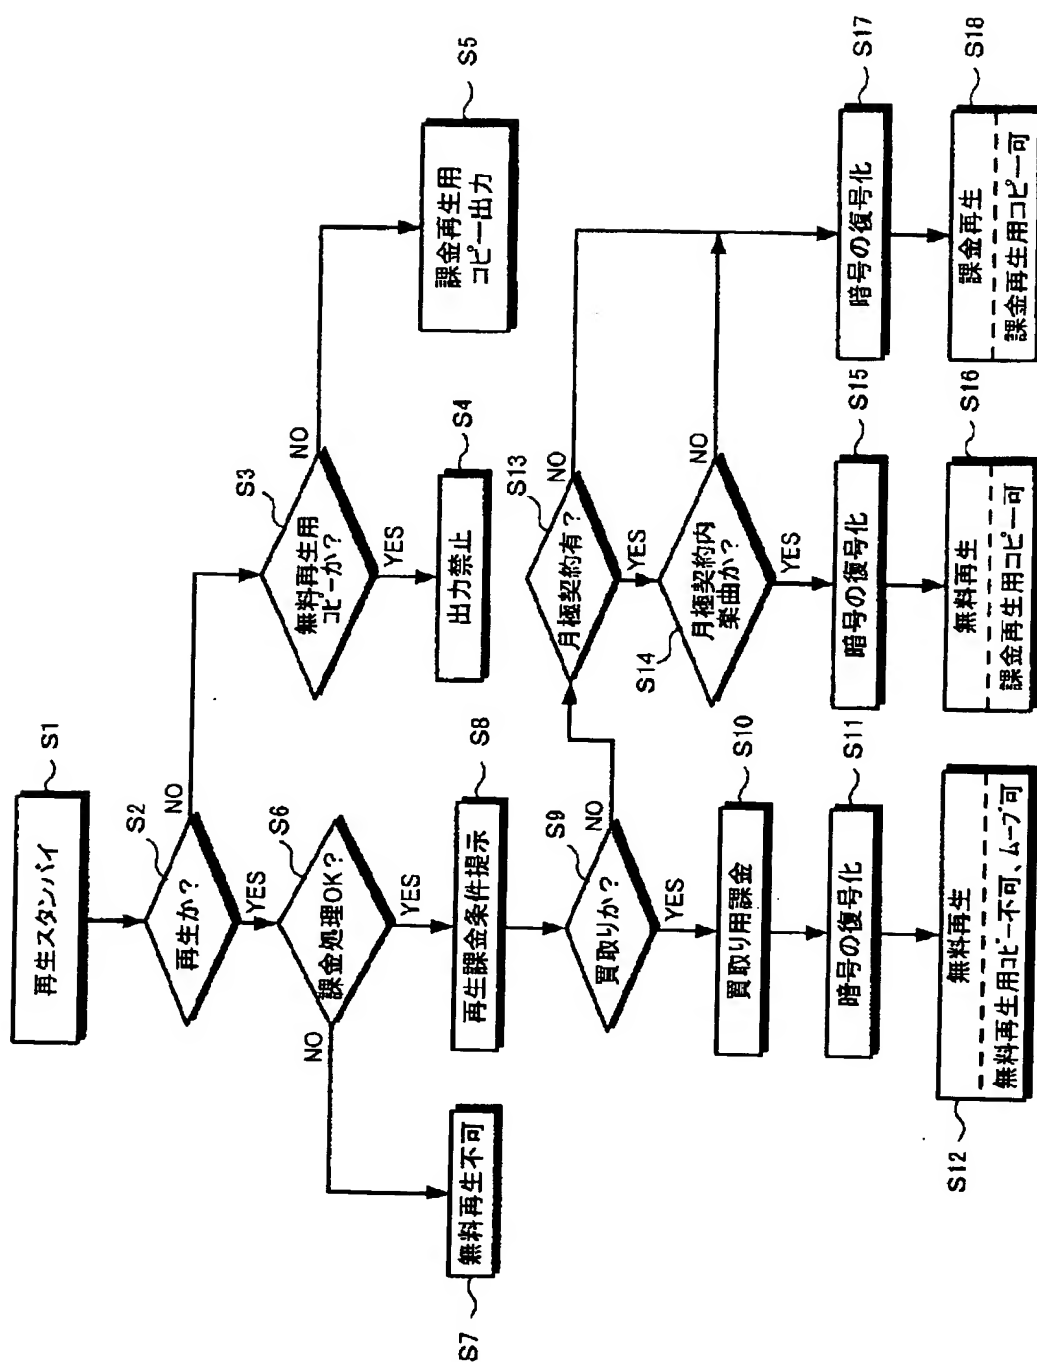 再生スタンバイ
S1
再生か?
S2
YES
NO
無料再生用
コピーか?
S3
YES
NO
出力禁止
S4
課金再生用
コピー出力
S5
課金処理OK?
S6
YES
NO
無料再生不可
S7
再生課金条件提示
S8
買取りか?
S9
YES
NO
買取り用課金
S10
暗号の復号化
S11
無料再生
無料再生用コピー不可、ムーブ可
S12
月極契約有?
S13
YES
NO
月極契約内
楽曲か?
S14
YES
NO
暗号の復号化
S15
無料再生
課金再生用コピー可
S16
暗号の復号化
S17
課金再生
課金再生用コピー可
S18